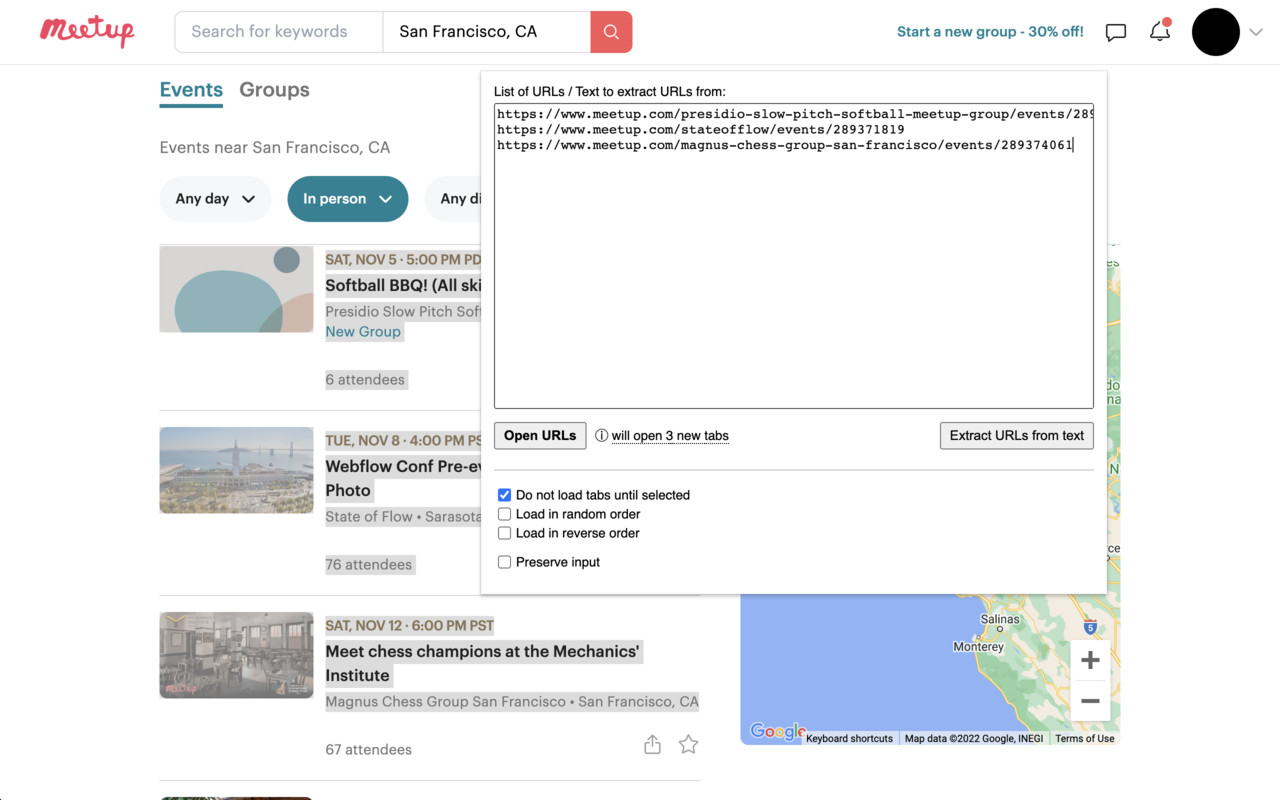 meetup
Search for keywords
San Francisco, CA
Start a new group - 30% off!
Events
Groups
Events near San Francisco, CA
Any day
In person
Any di
SAT, NOV 5 · 5:00 PM PD
Softball BBQ! (All ski
Presidio Slow Pitch Soft
New Group
6 attendees
TUE, NOV 8 · 4:00 PM PS
Webflow Conf Pre-ev
Photo
State of Flow • Sarasota
76 attendees
SAT, NOV 12 · 6:00 PM PST
Meet chess champions at the Mechanics'
Institute
Magnus Chess Group San Francisco • San Francisco, CA
67 attendees
List of URLs / Text to extract URLs from:
https://www.meetup.com/presidio-slow-pitch-softball-meetup-group/events/289
https://www.meetup.com/stateofflow/events/289371819
https://www.meetup.com/magnus-chess-group-san-francisco/events/289374061
Open URLs
will open 3 new tabs
Extract URLs from text
Do not load tabs until selected
Load in random order
Load in reverse order
Preserve input
Salinas
Monterey
5
Google
Keyboard shortcuts
Map data ©2022 Google, INEGI
Terms of Use